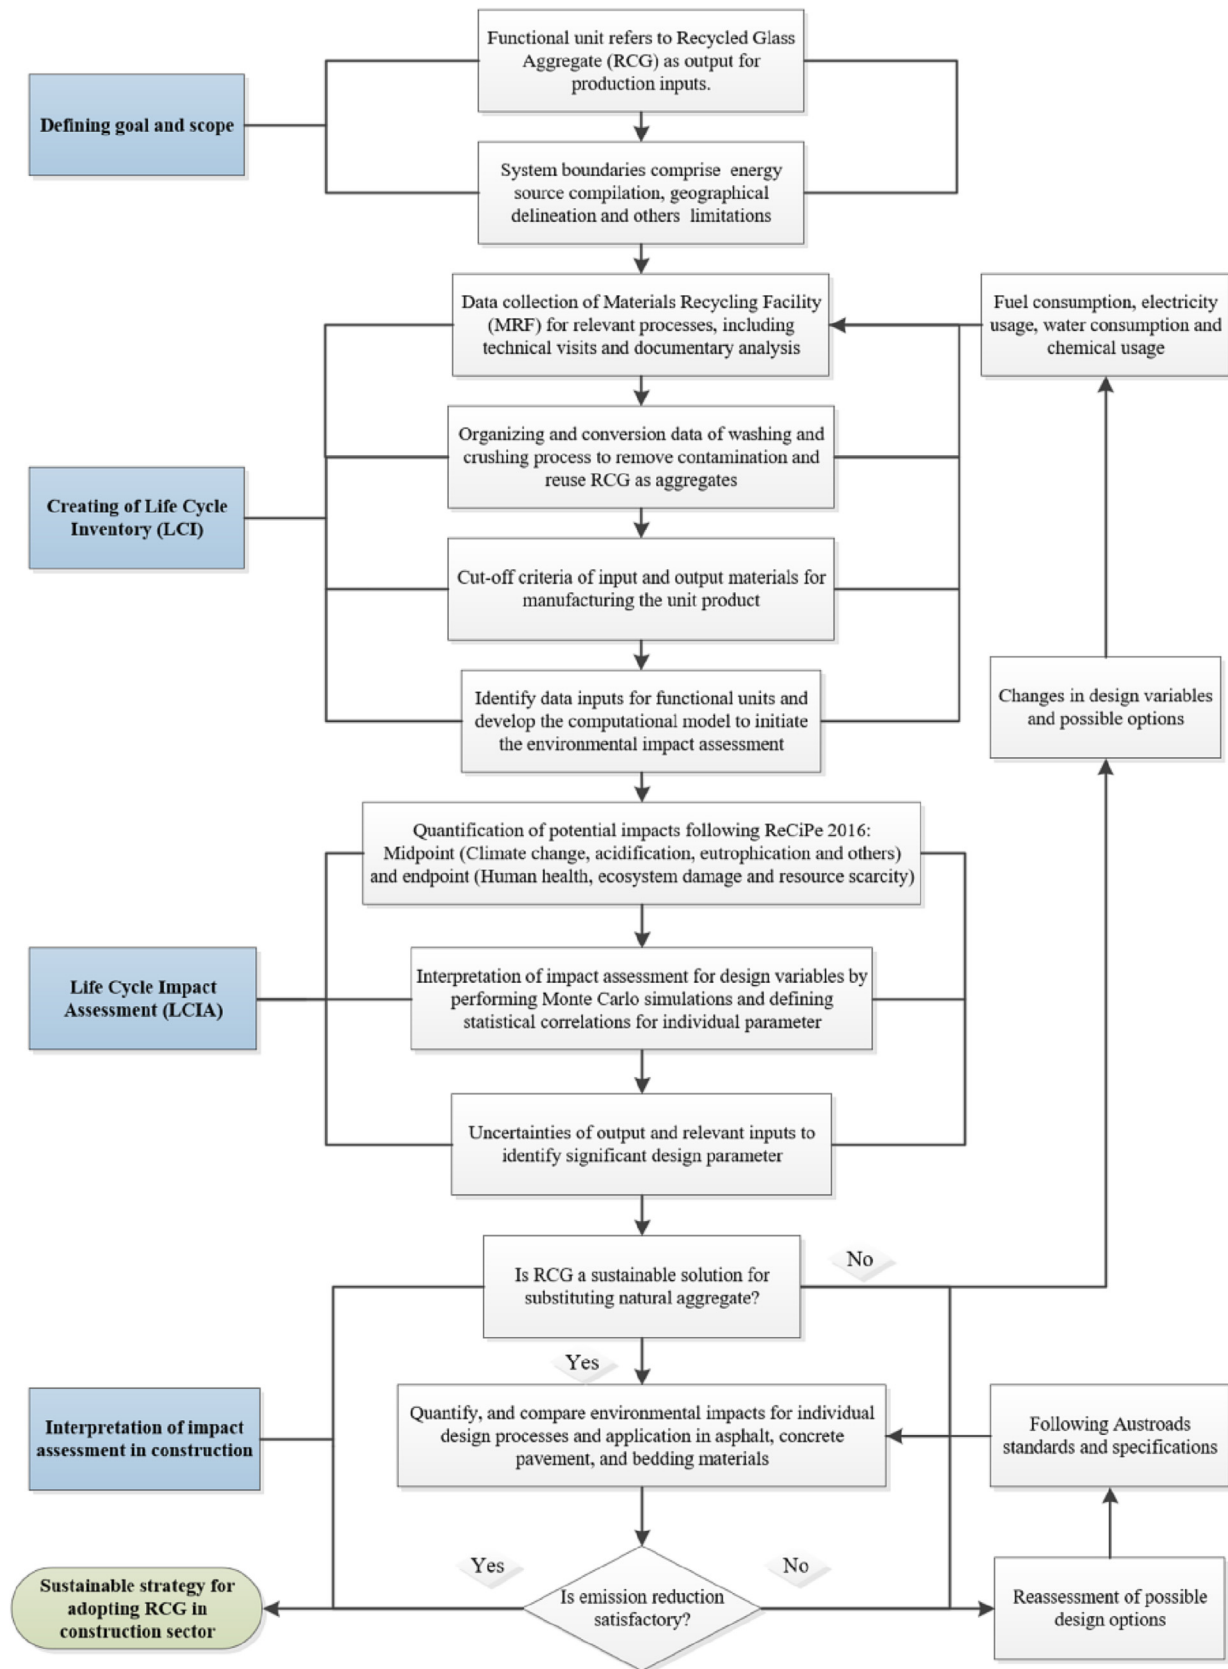 Functional unit refers to Recycled Glass
Aggregate (RCG) as output for
production inputs.
Defining goal and scope
System boundaries comprise energy
source compilation, geographical
delineation and others limitations
Data collection of Materials Recycling Facility
(MRF) for relevant processes, including
technical visits and documentary analysis
Fuel consumption, electricity
usage, water consumption and
chemical usage
Organizing and conversion data of washing and
crushing process to remove contamination and
reuse RCG as aggregates
Creating of Life Cycle
Inventory (LCI)
Cut-off criteria of input and output materials for
manufacturing the unit product
Identify data inputs for functional units and
develop the computational model to initiate
the environmental impact assessment
Changes in design variables
and possible options
Quantification of potential impacts following ReCiPe 2016:
Midpoint (Climate change, acidification, eutrophication and others)
and endpoint (Human health, ecosystem damage and resource scarcity)
Life Cycle Impact
Assessment (LCIA)
Interpretation of impact assessment for design variables by
performing Monte Carlo simulations and defining
statistical correlations for individual parameter
Uncertainties of output and relevant inputs to
identify significant design parameter
Is RCG a sustainable solution for
substituting natural aggregate?
No
Yes
Interpretation of impact
assessment in construction
Quantify, and compare environmental impacts for individual
design processes and application in asphalt, concrete
pavement, and bedding materials
Following Austroads
standards and specifications
Yes
No
Is emission reduction
satisfactory?
Sustainable strategy for
adopting RCG in
construction sector
Reassessment of possible
design options